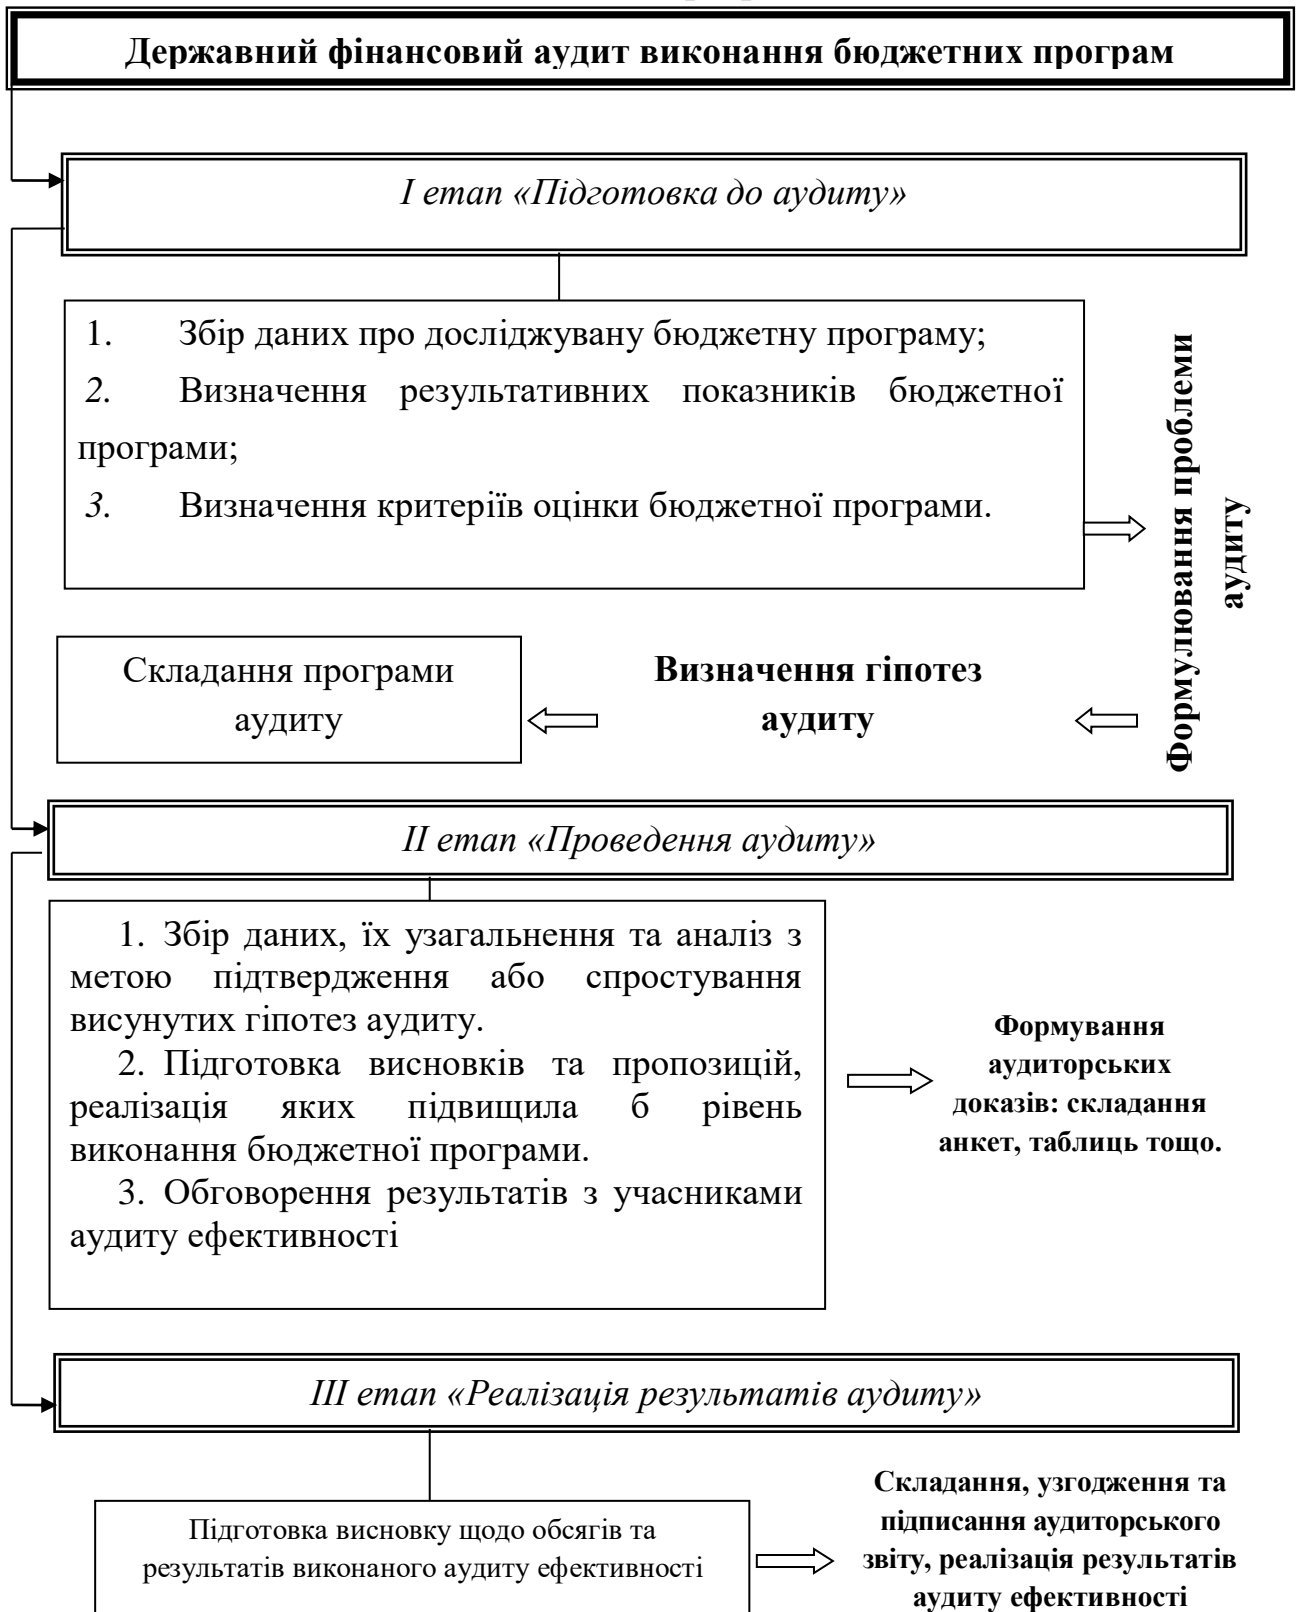 Державний фінансовий аудит виконання бюджетних програм
І етап «Підготовка до аудиту»
1. Збір даних про досліджувану бюджетну програму;
2. Визначення результативних показників бюджетної
програми;
3. Визначення критеріїв оцінки бюджетної програми.
Формулювання проблеми
аудиту
Складання програми
аудиту
Визначення гіпотез
аудиту
ІІ етап «Проведення аудиту»
1. Збір даних, їх узагальнення та аналіз з
метою підтвердження або спростування
висунутих гіпотез аудиту.
2. Підготовка висновків та пропозицій,
реалізація яких підвищила б рівень
виконання бюджетної програми.
3. Обговорення результатів з учасниками
аудиту ефективності
Формування
аудиторських
доказів: складання
анкет, таблиць тощо.
ІІІ етап «Реалізація результатів аудиту»
Підготовка висновку щодо обсягів та
результатів виконаного аудиту ефективності
Складання, узгодження та
підписання аудиторського
звіту, реалізація результатів
аудиту ефективності